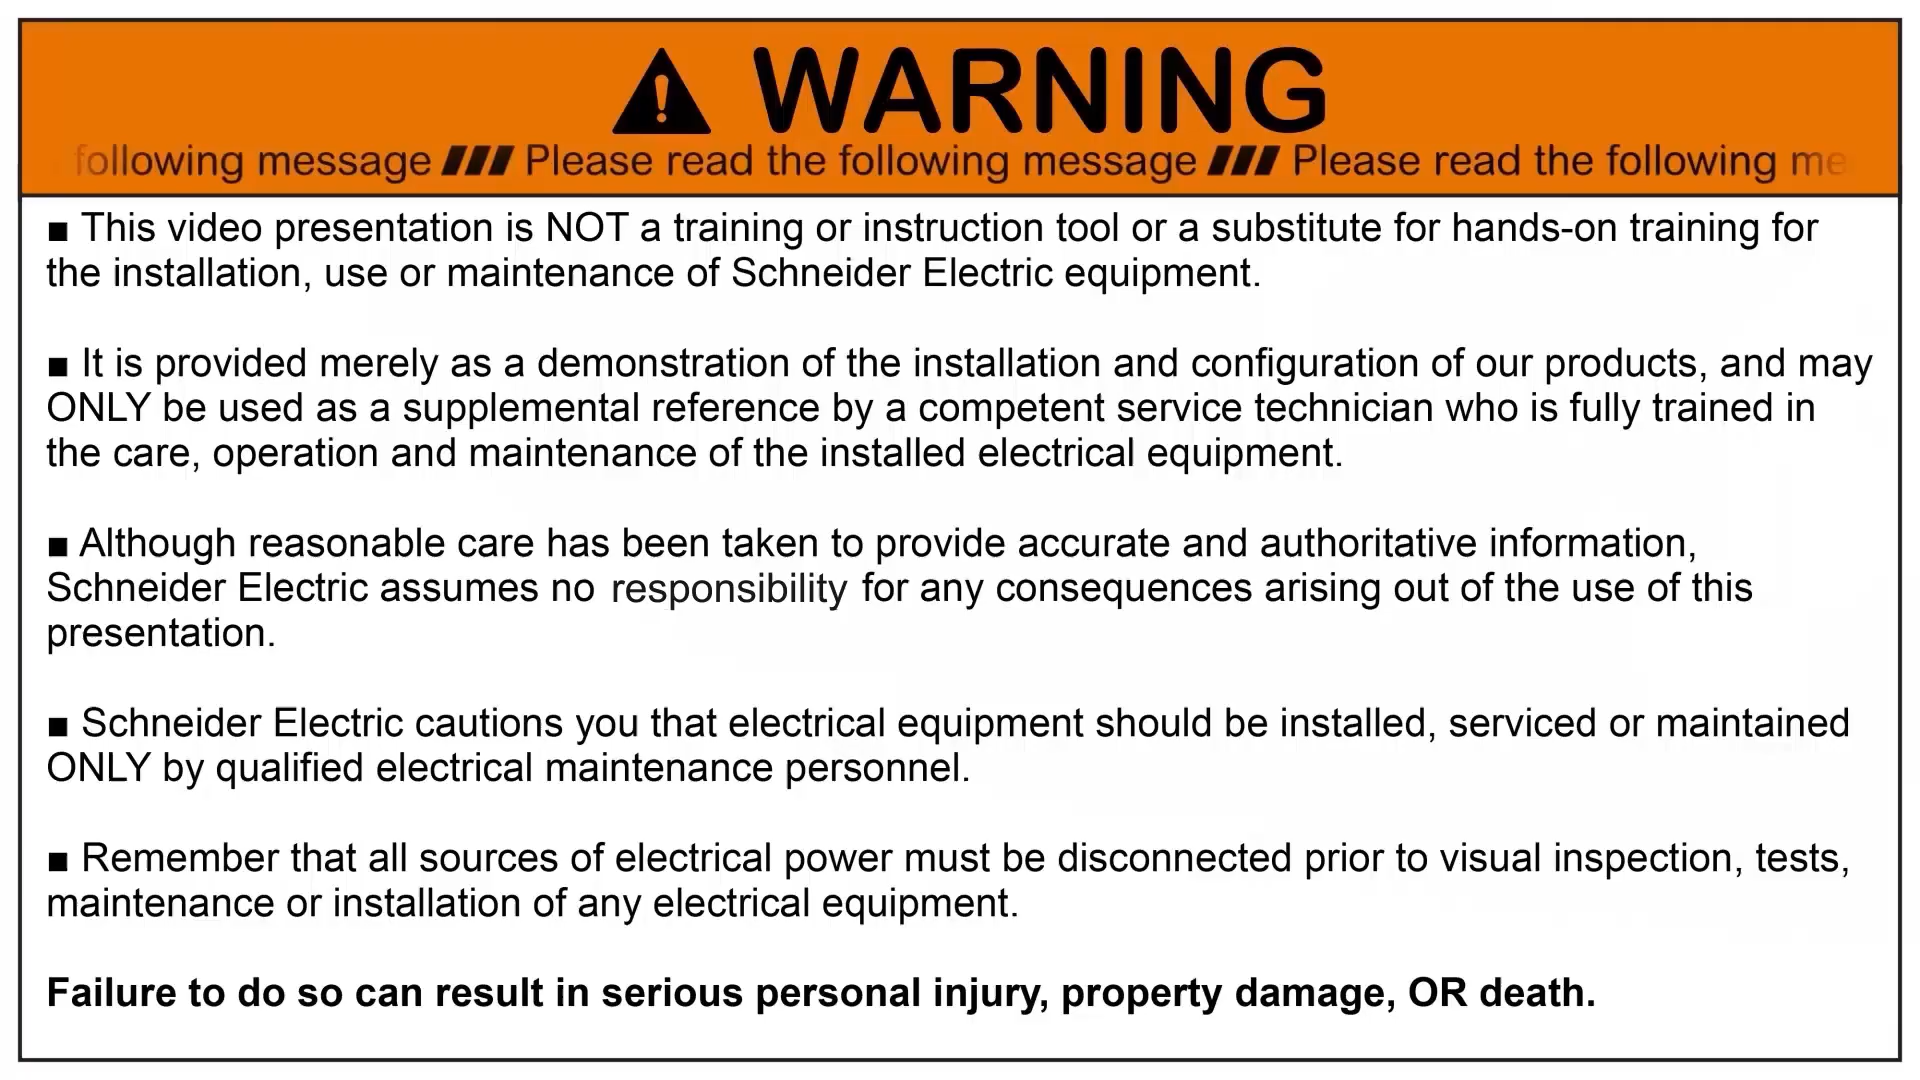 WARNING
following message /// Please read the following message /// Please read the following me
■ This video presentation is NOT a training or instruction tool or a substitute for hands-on training for
the installation, use or maintenance of Schneider Electric equipment.
■ It is provided merely as a demonstration of the installation and configuration of our products, and may
ONLY be used as a supplemental reference by a competent service technician who is fully trained in
the care, operation and maintenance of the installed electrical equipment.
■ Although reasonable care has been taken to provide accurate and authoritative information,
Schneider Electric assumes no responsibility for any consequences arising out of the use of this
presentation.
■ Schneider Electric cautions you that electrical equipment should be installed, serviced or maintained
ONLY by qualified electrical maintenance personnel.
■ Remember that all sources of electrical power must be disconnected prior to visual inspection, tests,
maintenance or installation of any electrical equipment.
Failure to do so can result in serious personal injury, property damage, OR death.